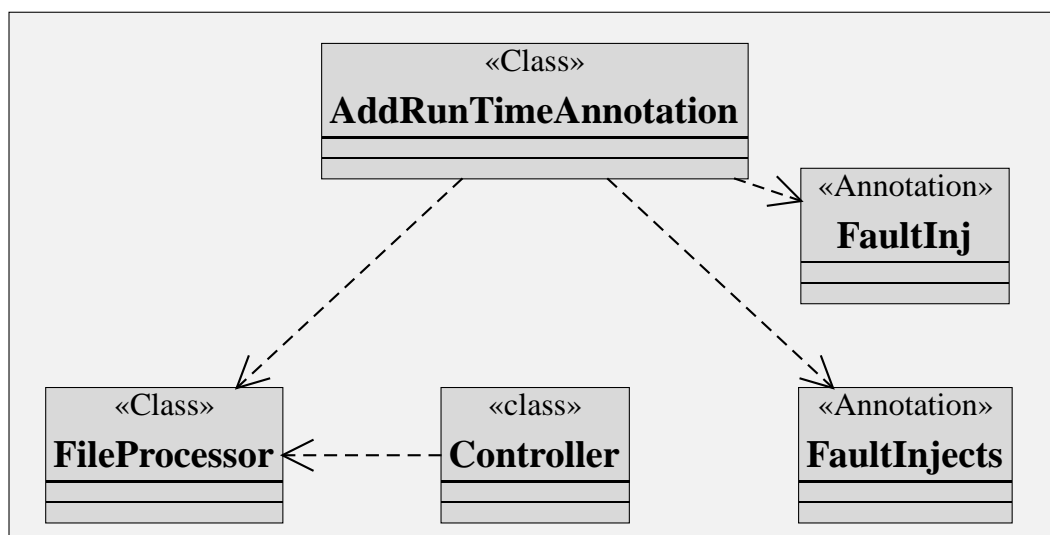 «Class»
AddRunTimeAnnotation
«Annotation»
FaultInj
«Class»
FileProcessor
«class»
Controller
«Annotation»
FaultInjects